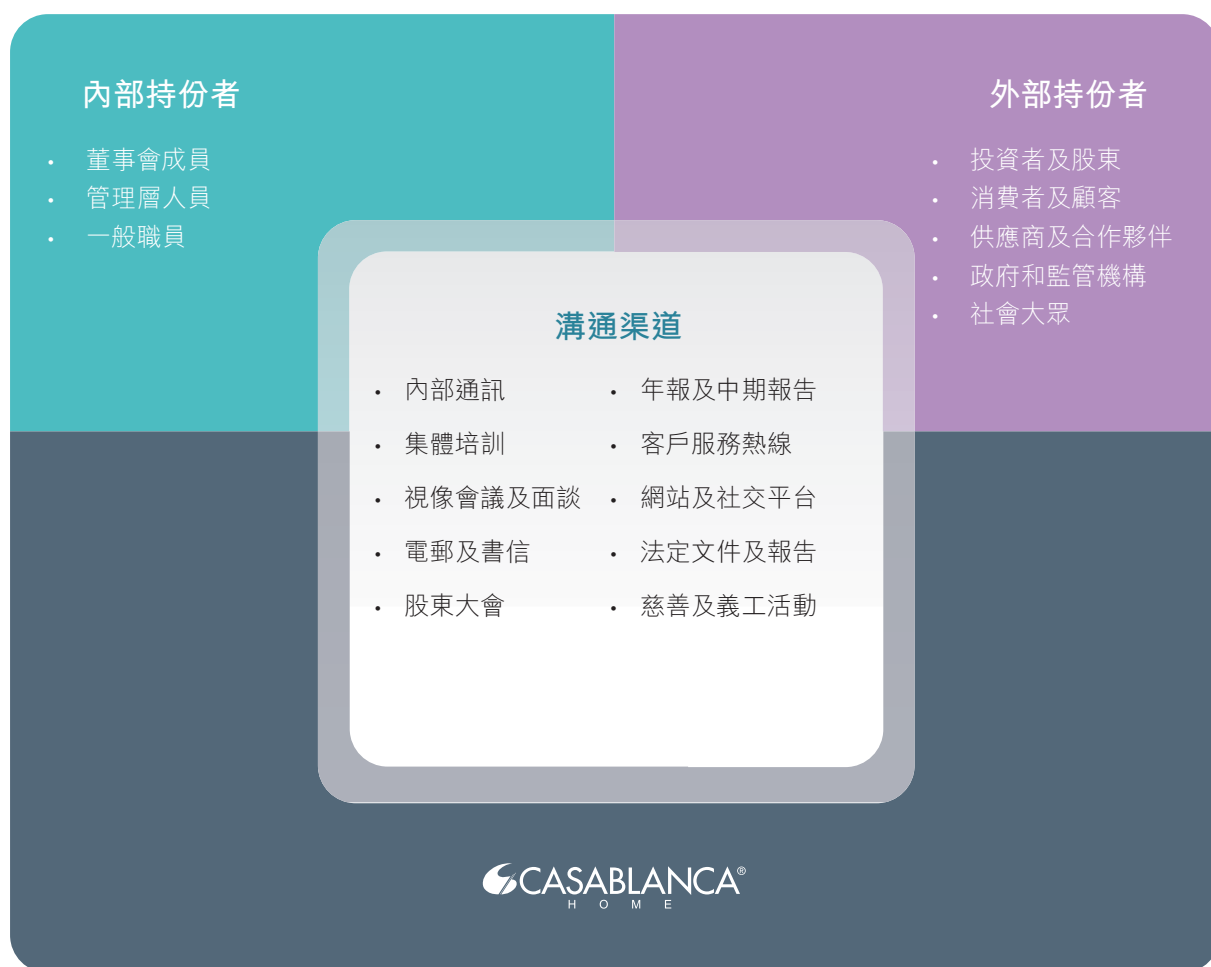 內部持份者
• 董事會成員
• 管理層人員
• 一般職員
外部持份者
• 投資者及股東
• 消費者及顧客
• 供應商及合作夥伴
• 政府和監管機構
• 社會大眾
溝通渠道
• 內部通訊
• 集體培訓
• 視像會議及面談
• 電郵及書信
• 股東大會
• 年報及中期報告
• 客戶服務熱線
• 網站及社交平台
• 法定文件及報告
• 慈善及義工活動
CASABLANCA®
HOME